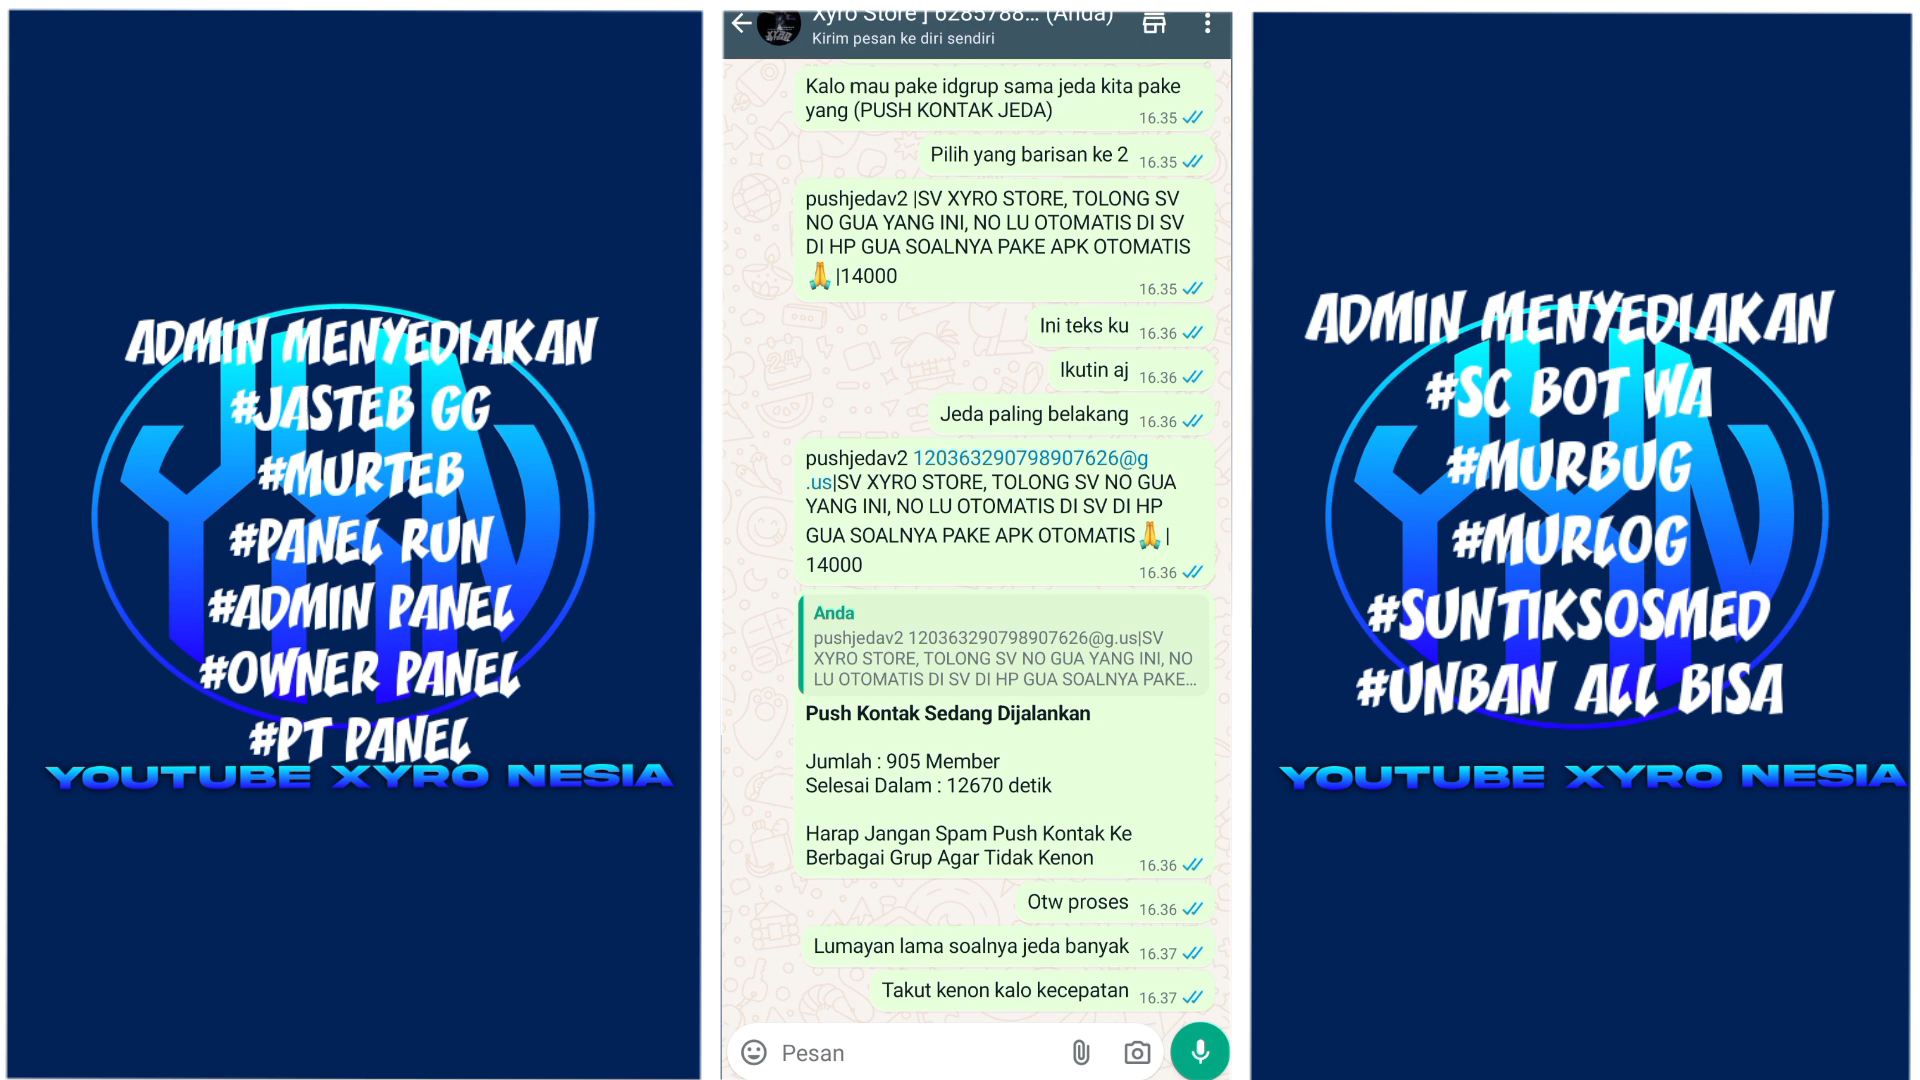 ADMIN MENYEDIAKAN
#JASTEB GG
#MURTEB
#PANEL RUN
#ADMIN PANEL
#OWNER PANEL
#PT PANEL
YOUTUBE XYRO NESIA
Xyro Store ] 6285788... (Anda)
Kirim pesan ke diri sendiri
Kalo mau pake idgrup sama jeda kita pake
yang (PUSH KONTAK JEDA)
16.35
Pilih yang barisan ke 2
16.35
pushjedav2 |SV XYRO STORE, TOLONG SV
NO GUA YANG INI, NO LU OTOMATIS DI SV
DI HP GUA SOALNYA PAKE APK OTOMATIS
🙏|14000
16.35
Ini teks ku
16.36
Ikutin aj
16.36
Jeda paling belakang
16.36
pushjedav2 120363290798907626@g
.us|SV XYRO STORE, TOLONG SV NO GUA
YANG INI, NO LU OTOMATIS DI SV DI HP
GUA SOALNYA PAKE APK OTOMATIS🙏|
14000
16.36
Anda
pushjedav2 120363290798907626@g.us|SV
XYRO STORE, TOLONG SV NO GUA YANG INI, NO
LU OTOMATIS DI SV DI HP GUA SOALNYA PAKE...
Push Kontak Sedang Dijalankan
Jumlah : 905 Member
Selesai Dalam : 12670 detik
Harap Jangan Spam Push Kontak Ke
Berbagai Grup Agar Tidak Kenon
16.36
Otw proses
16.36
Lumayan lama soalnya jeda banyak
16.37
Takut kenon kalo kecepatan
16.37
Pesan
ADMIN MENYEDIAKAN
#SC BOT WA
#MURBUG
#MURLOG
#SUNTIKSOSMED
#UNBAN ALL BISA
YOUTUBE XYRO NESIA